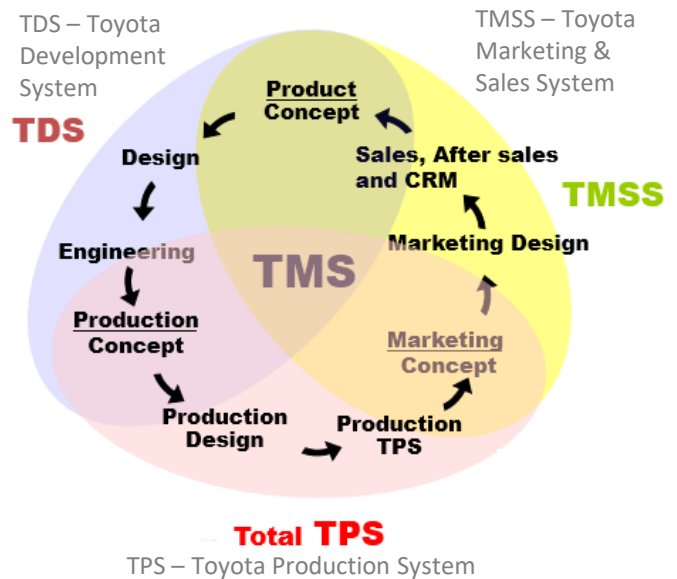 TDS – Toyota
Development
System
TDS
TMSS – Toyota
Marketing &
Sales System
TMSS
Product
Concept
Design
Engineering
Production
Concept
Production
Design
Production
TPS
Marketing
Concept
Marketing Design
Sales, After sales
and CRM
TMS
Total TPS
TPS – Toyota Production System